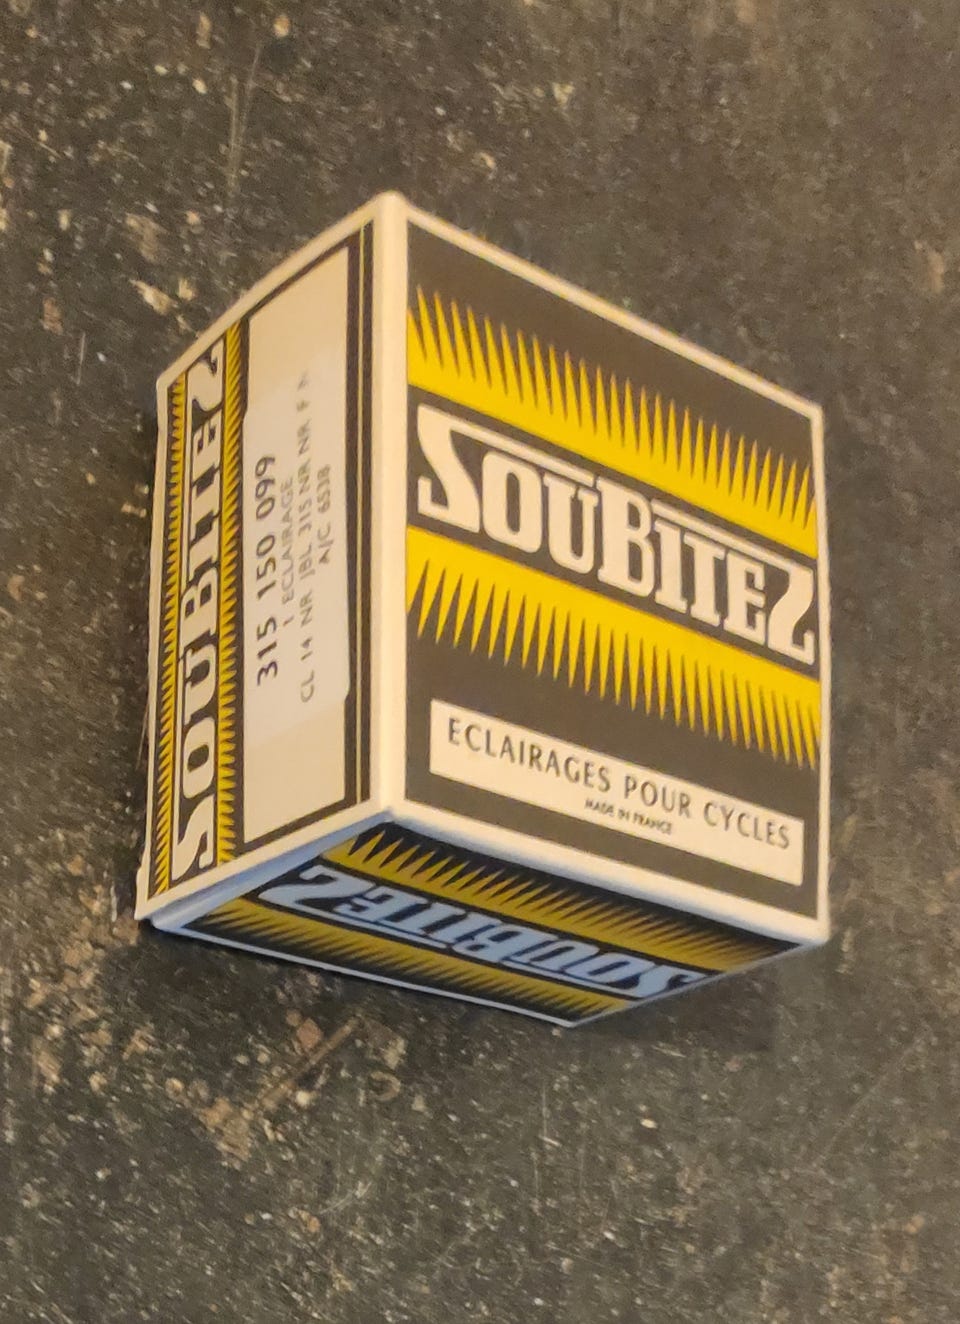 SOUBITEZ
ECLAIRAGES POUR CYCLES
MADE IN FRANCE
SOUBITEZ
315 150 099
1 ECLAIRAGE
CL 14 NR JBL 315 NR NR F
A/C 6538
SOUBITEZ